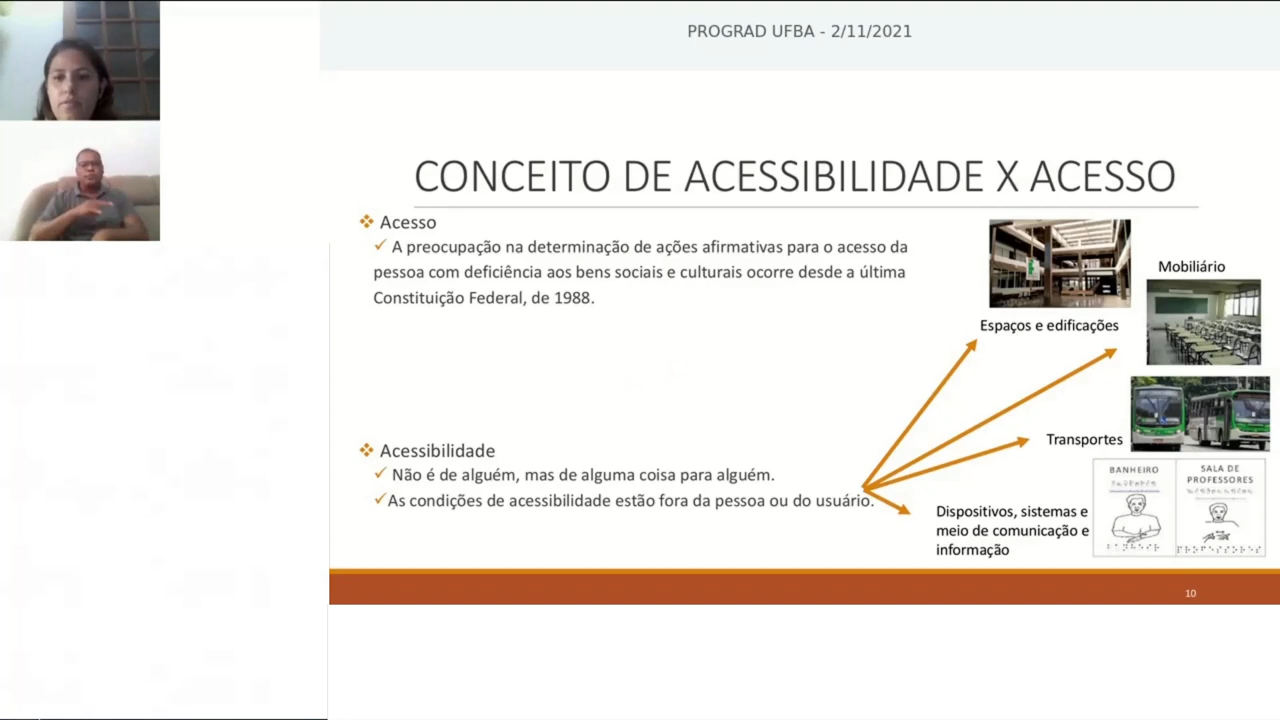 PROGRAD UFBA - 2/11/2021
CONCEITO DE ACESSIBILIDADE X ACESSO
Acesso
A preocupação na determinação de ações afirmativas para o acesso da
pessoa com deficiência aos bens sociais e culturais ocorre desde a última
Constituição Federal, de 1988.
Acessibilidade
Não é de alguém, mas de alguma coisa para alguém.
As condições de acessibilidade estão fora da pessoa ou do usuário.
Espaços e edificações
Mobiliário
Transportes
Dispositivos, sistemas e
meio de comunicação e
informação
BANHEIRO
SALA DE
PROFESSORES
10